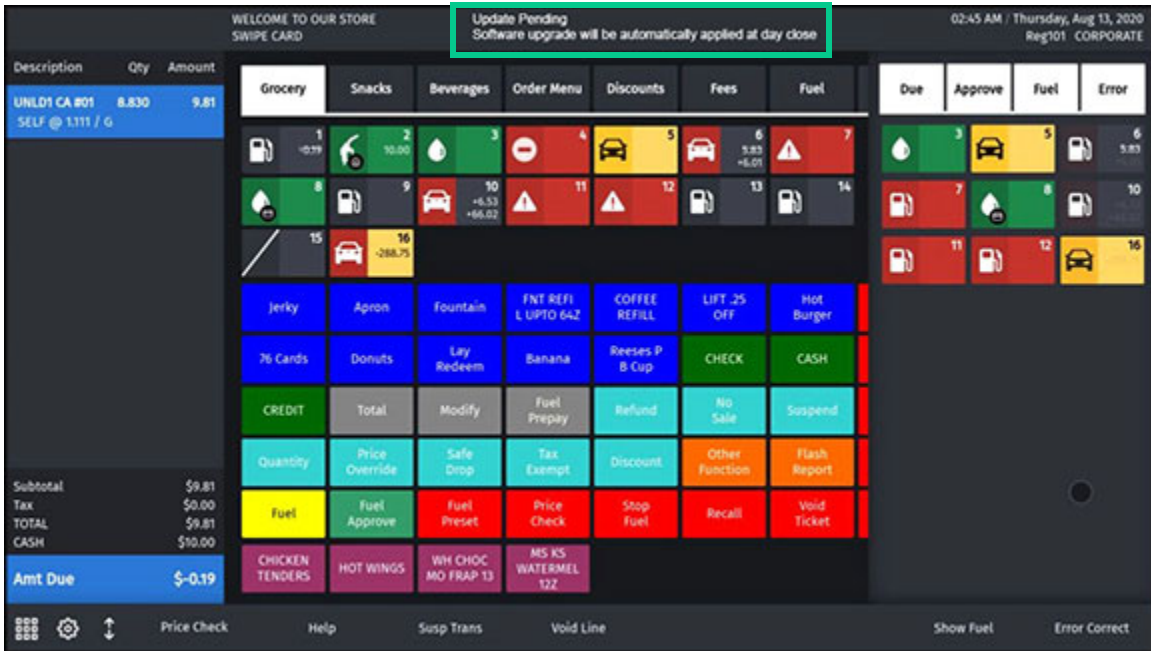 WELCOME TO OUR STORE
SWIPE CARD
Update Pending
Software upgrade will be automatically applied at day close
02:45 AM / Thursday, Aug 13, 2020
Reg101 CORPORATE
Description Qty Amount
UNLD1 CA #01 8.830 9.81
SELF @ 1.111 / G
Grocery Snacks Beverages Order Menu Discounts Fees Fuel
Due Approve Fuel Error
1 2 3 4 5 6 7
-0.19 10.00 3.83
+6.01
8 9 10 11 12 13 14
+6.53
+66.02
15 16
-288.75
3 5 6
3.83
7 8 10
11 12 16
Jerky Apron Fountain FNT REFI COFFEE LIFT .25 Hot
L UPTO 64Z REFILL OFF Burger
76 Cards Donuts Lay Banana Reeses P CHECK CASH
Redeem B Cup
CREDIT Total Modify Fuel Refund No Suspend
Prepay Sale
Quantity Price Safe Tax Discount Other Flash
Override Drop Exempt Function Report
Fuel Fuel Fuel Price Stop Recall Void
Approve Preset Check Fuel Ticket
CHICKEN HOT WINGS WH CHOC MS KS
TENDERS MO FRAP 13 WATERMEL
12Z
Subtotal $9.81
Tax $0.00
TOTAL $9.81
CASH $10.00
Amt Due $-0.19
Price Check Help Susp Trans Void Line Show Fuel Error Correct